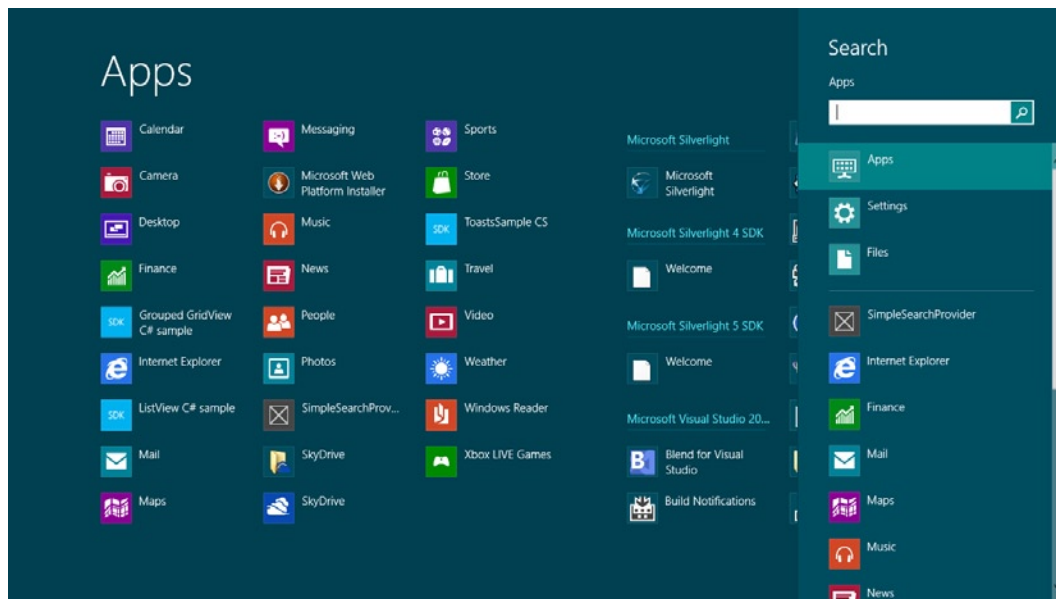 Apps
Calendar
Camera
Desktop
Finance
SDK
Grouped GridView
C# sample
Internet Explorer
SDK
ListView C# sample
Mail
Maps
Messaging
Microsoft Web
Platform Installer
Music
News
People
Photos
SimpleSearchProv...
SkyDrive
SkyDrive
Sports
Store
SDK
ToastsSample CS
Travel
Video
Weather
Windows Reader
Xbox LIVE Games
Microsoft Silverlight
Microsoft
Silverlight
Microsoft Silverlight 4 SDK
Welcome
Microsoft Silverlight 5 SDK
Welcome
Microsoft Visual Studio 20...
Blend for Visual
Studio
Build Notifications
Search
Apps
Apps
Settings
Files
SimpleSearchProvider
Internet Explorer
Finance
Mail
Maps
Music
News